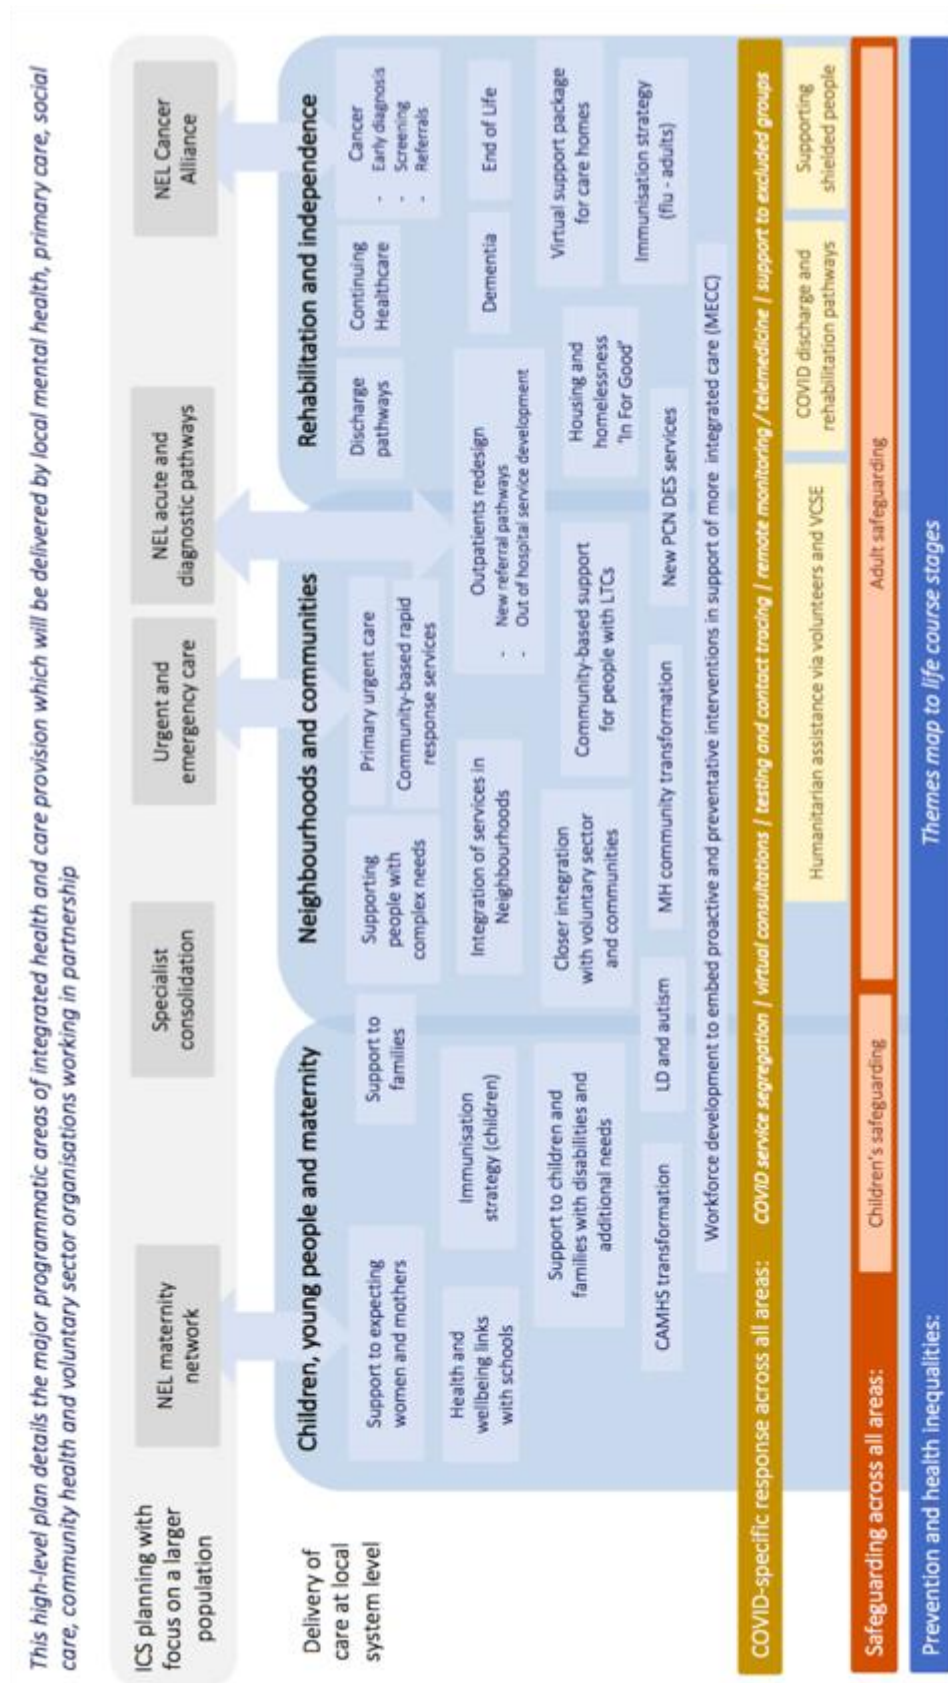 This high-level plan details the major programmatic areas of integrated health and care provision which will be delivered by local mental health, primary care, social
care, community health and voluntary sector organisations working in partnership
ICS planning with
focus on a larger
population
NEL maternity
network
Specialist
consolidation
Urgent and
emergency care
NEL acute and
diagnostic pathways
NEL Cancer
Alliance
Delivery of
care at local
system level
Children, young people and maternity
Support to expecting
women and mothers
Support to
families
Health and
wellbeing links
with schools
Immunisation
strategy (children)
Support to children and
families with disabilities and
additional needs
CAMHS transformation
LD and autism
Neighbourhoods and communities
Supporting
people with
complex needs
Primary urgent care
Community-based rapid
response services
Integration of services in
Neighbourhoods
Outpatients redesign
- New referral pathways
- Out of hospital service development
Closer integration
with voluntary sector
and communities
Community-based support
for people with LTCs
MH community transformation
New PCN DES services
Rehabilitation and independence
Discharge
pathways
Continuing
Healthcare
Cancer
- Early diagnosis
- Screening
- Referrals
Dementia
End of Life
Housing and
homelessness
'In For Good'
Virtual support package
for care homes
Immunisation strategy
(flu - adults)
Workforce development to embed proactive and preventative interventions in support of more integrated care (MECC)
COVID-specific response across all areas: COVID service segregation | virtual consultations | testing and contact tracing | remote monitoring / telemedicine | support to excluded groups
Humanitarian assistance via volunteers and VCSE
COVID discharge and
rehabilitation pathways
Supporting
shielded people
Safeguarding across all areas:
Children's safeguarding
Adult safeguarding
Prevention and health inequalities:
Themes map to life course stages